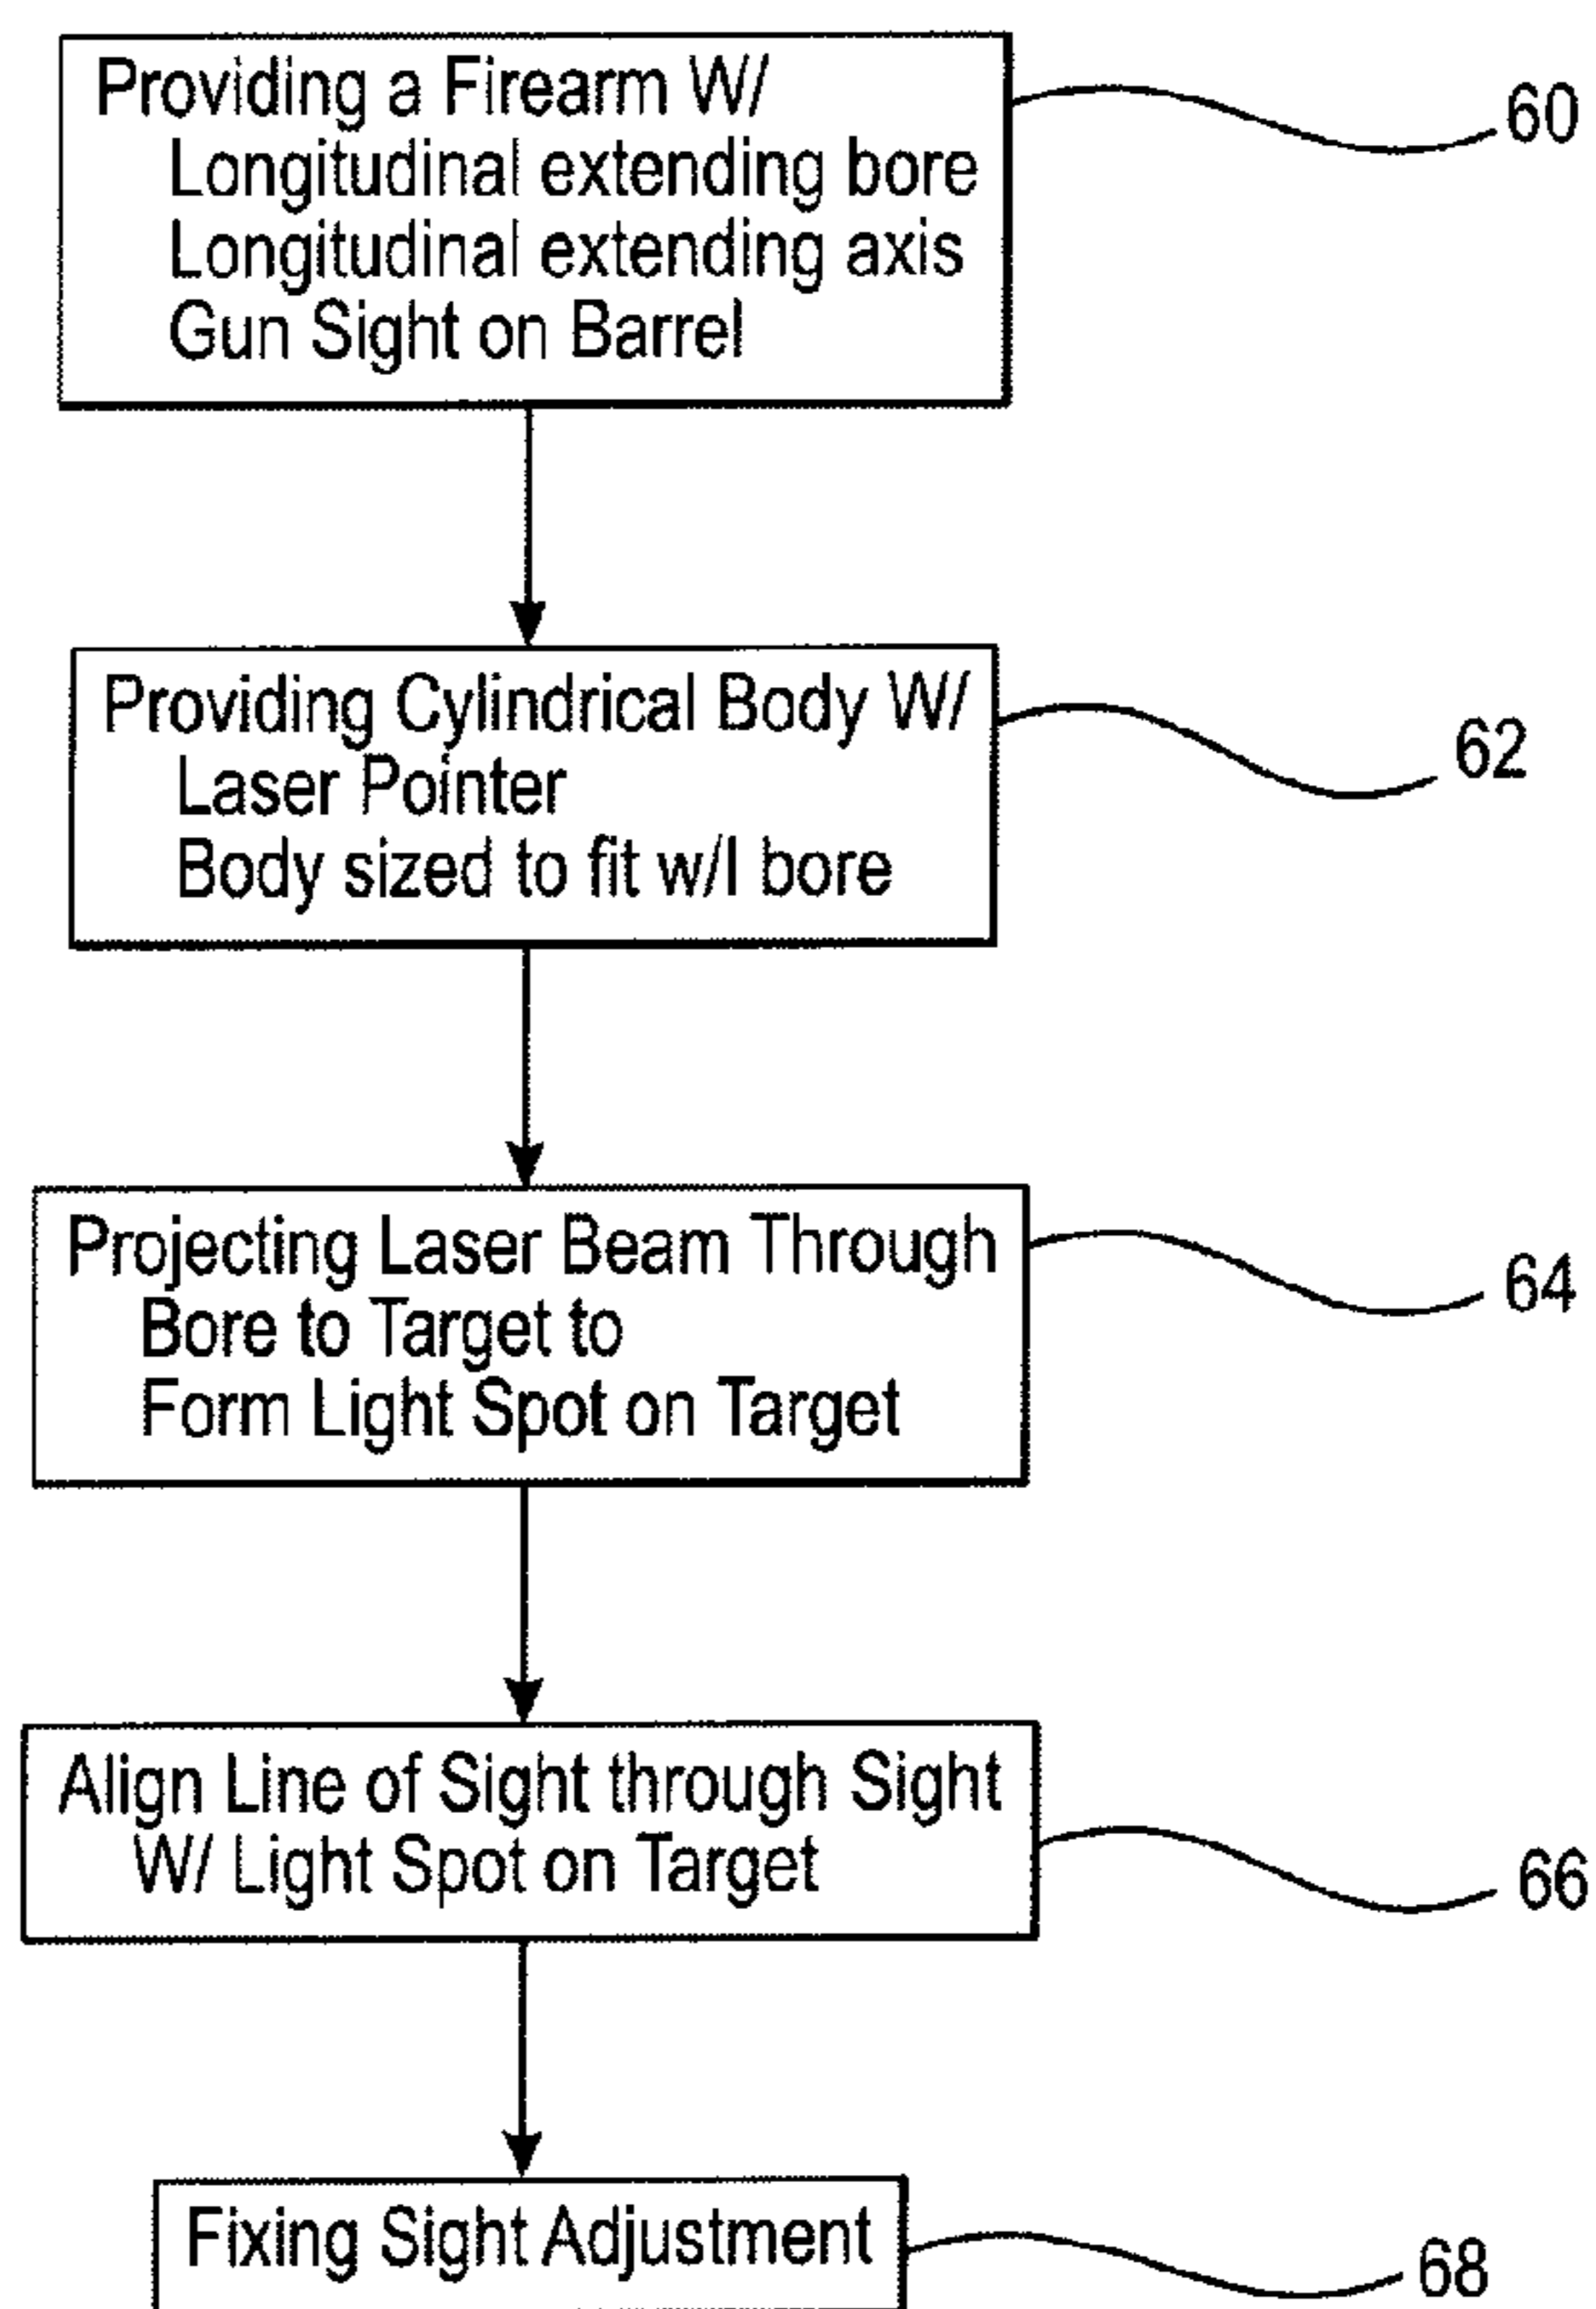 Providing a Firearm W/
Longitudinal extending bore
Longitudinal extending axis
Gun Sight on Barrel
60
Providing Cylindrical Body W/
Laser Pointer
Body sized to fit w/I bore
62
Projecting Laser Beam Through
Bore to Target to
Form Light Spot on Target
64
Align Line of Sight through Sight
W/ Light Spot on Target
66
Fixing Sight Adjustment
68